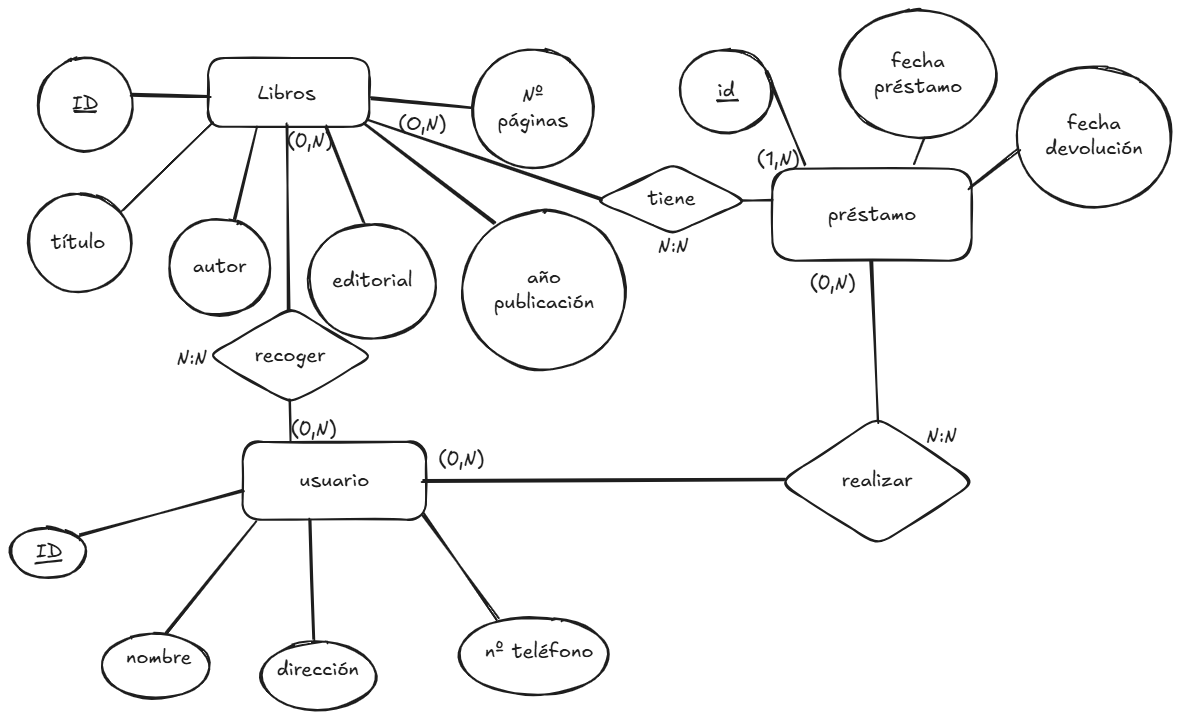 ID
Libros
Nº
páginas
(0,N)
(0,N)
título
autor
editorial
año
publicación
id
fecha
préstamo
fecha
devolución
(1,N)
tiene
N:N
préstamo
(0,N)
N:N
recoger
(0,N)
usuario
(0,N)
N:N
realizar
ID
nombre
dirección
nº teléfono